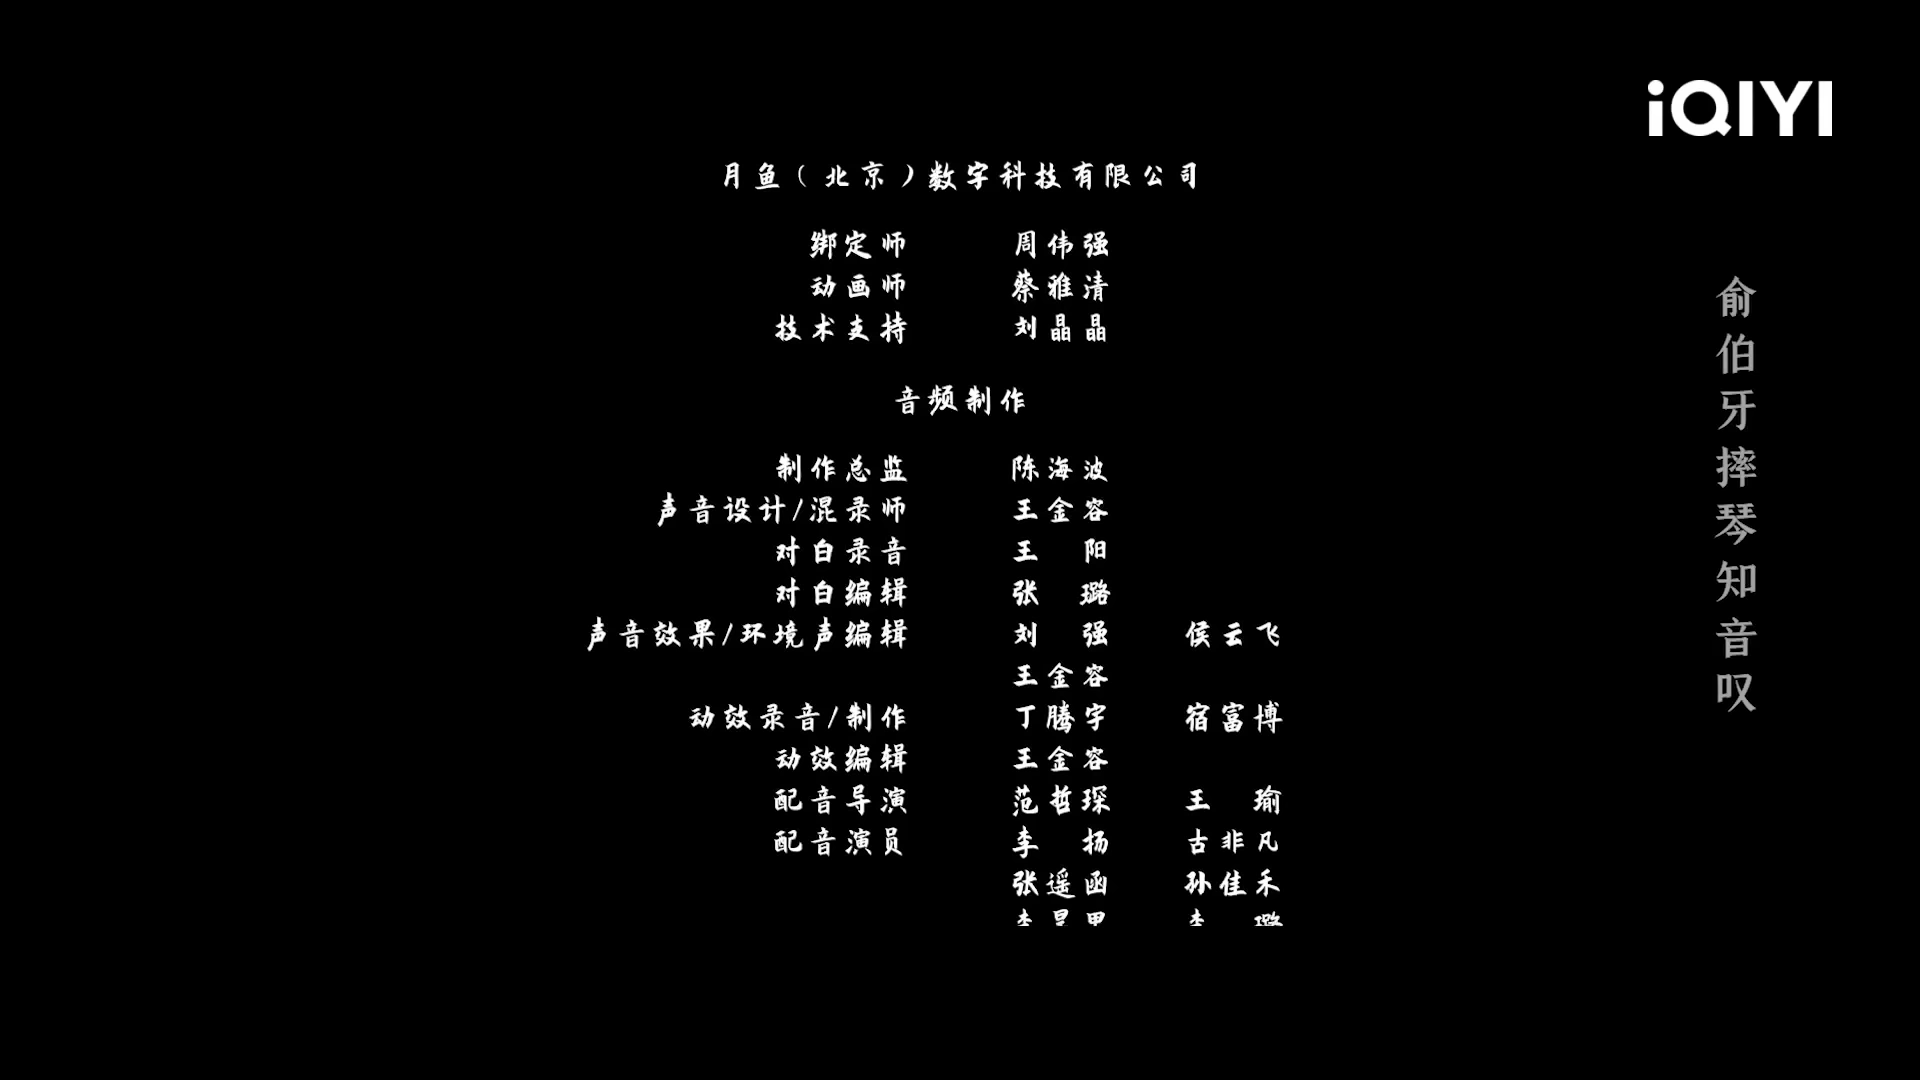 iQIYI
月鱼（北京）数字科技有限公司
绑定师 周伟强
动画师 蔡雅清
技术支持 刘晶晶
音频制作
制作总监 陈海波
声音设计/混录师 王金容
对白录音 王 阳
对白编辑 张 璐
声音效果/环境声编辑 刘 强 侯云飞
王金容
动效录音/制作 丁腾宇 宿富博
动效编辑 王金容
配音导演 范哲琛 王 瑜
配音演员 李 扬 古非凡
张遥函 孙佳禾
李 璐
俞伯牙摔琴知音叹